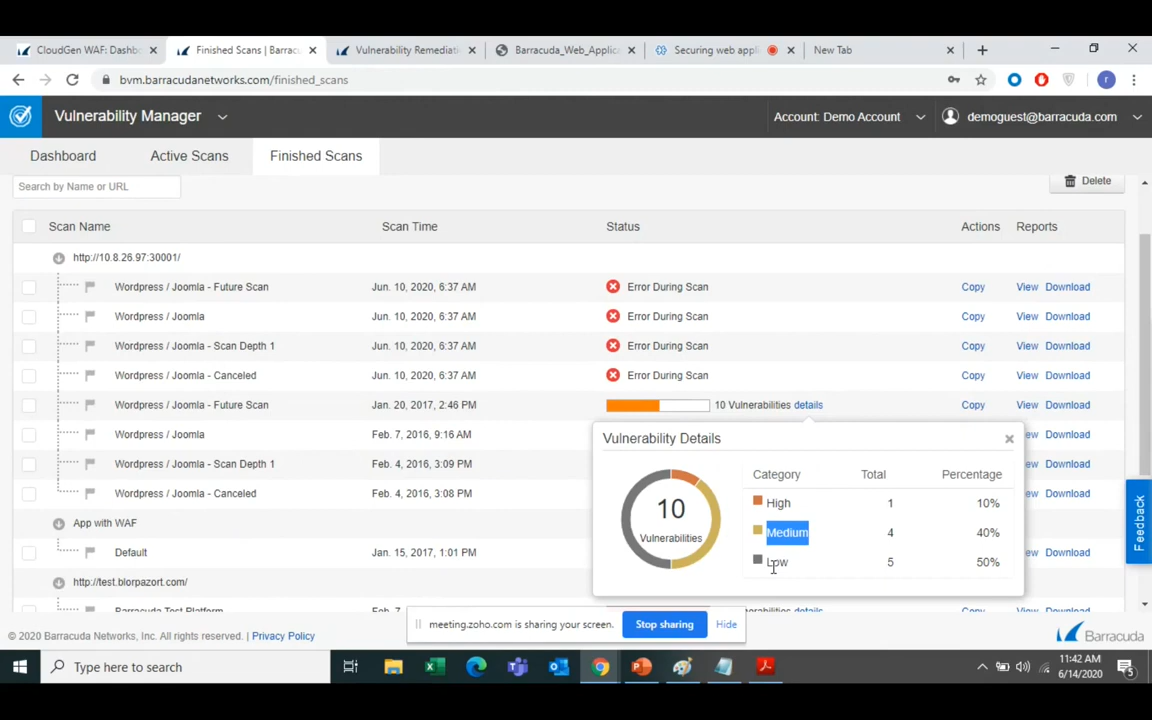 CloudGen WAF: Dashbo
Finished Scans | Barracu
Vulnerability Remediati
Barracuda_Web_Applica
Securing web appl
New Tab
bvm.barracudanetworks.com/finished_scans
r
Vulnerability Manager
Account: Demo Account
demoguest@barracuda.com
Dashboard
Active Scans
Finished Scans
Search by Name or URL
Delete
Scan Name Scan Time Status Actions Reports
http://10.8.26.97:30001/
Wordpress / Joomla - Future Scan Jun. 10, 2020, 6:37 AM Error During Scan Copy View Download
Wordpress / Joomla Jun. 10, 2020, 6:37 AM Error During Scan Copy View Download
Wordpress / Joomla - Scan Depth 1 Jun. 10, 2020, 6:37 AM Error During Scan Copy View Download
Wordpress / Joomla - Canceled Jun. 10, 2020, 6:37 AM Error During Scan Copy View Download
Wordpress / Joomla - Future Scan Jan. 20, 2017, 2:46 PM 10 Vulnerabilities details Copy View Download
Wordpress / Joomla Feb. 7, 2016, 9:16 AM ew Download
Wordpress / Joomla - Scan Depth 1 Feb. 4, 2016, 3:09 PM ew Download
Wordpress / Joomla - Canceled Feb. 4, 2016, 3:08 PM ew Download
App with WAF
Default Jan. 15, 2017, 1:01 PM ew Download
http://test.blorpazort.com/
Vulnerability Details
10
Vulnerabilities
Category Total Percentage
High 1 10%
Medium 4 40%
Low 5 50%
Feedback
meeting.zoho.com is sharing your screen.
Stop sharing
Hide
© 2020 Barracuda Networks, Inc. All rights reserved. | Privacy Policy
Barracuda
Type here to search
11:42 AM
6/14/2020
5